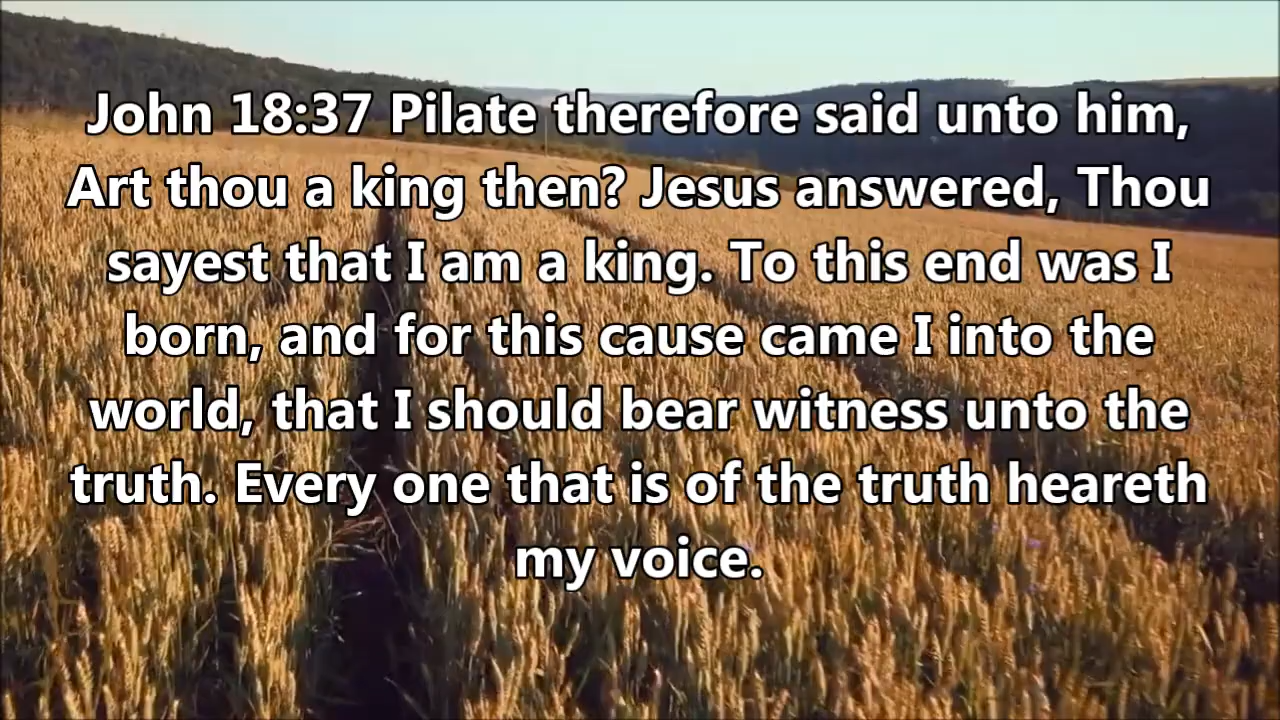 John 18:37 Pilate therefore said unto him,
Art thou a king then? Jesus answered, Thou
sayest that I am a king. To this end was I
born, and for this cause came I into the
world, that I should bear witness unto the
truth. Every one that is of the truth heareth
my voice.